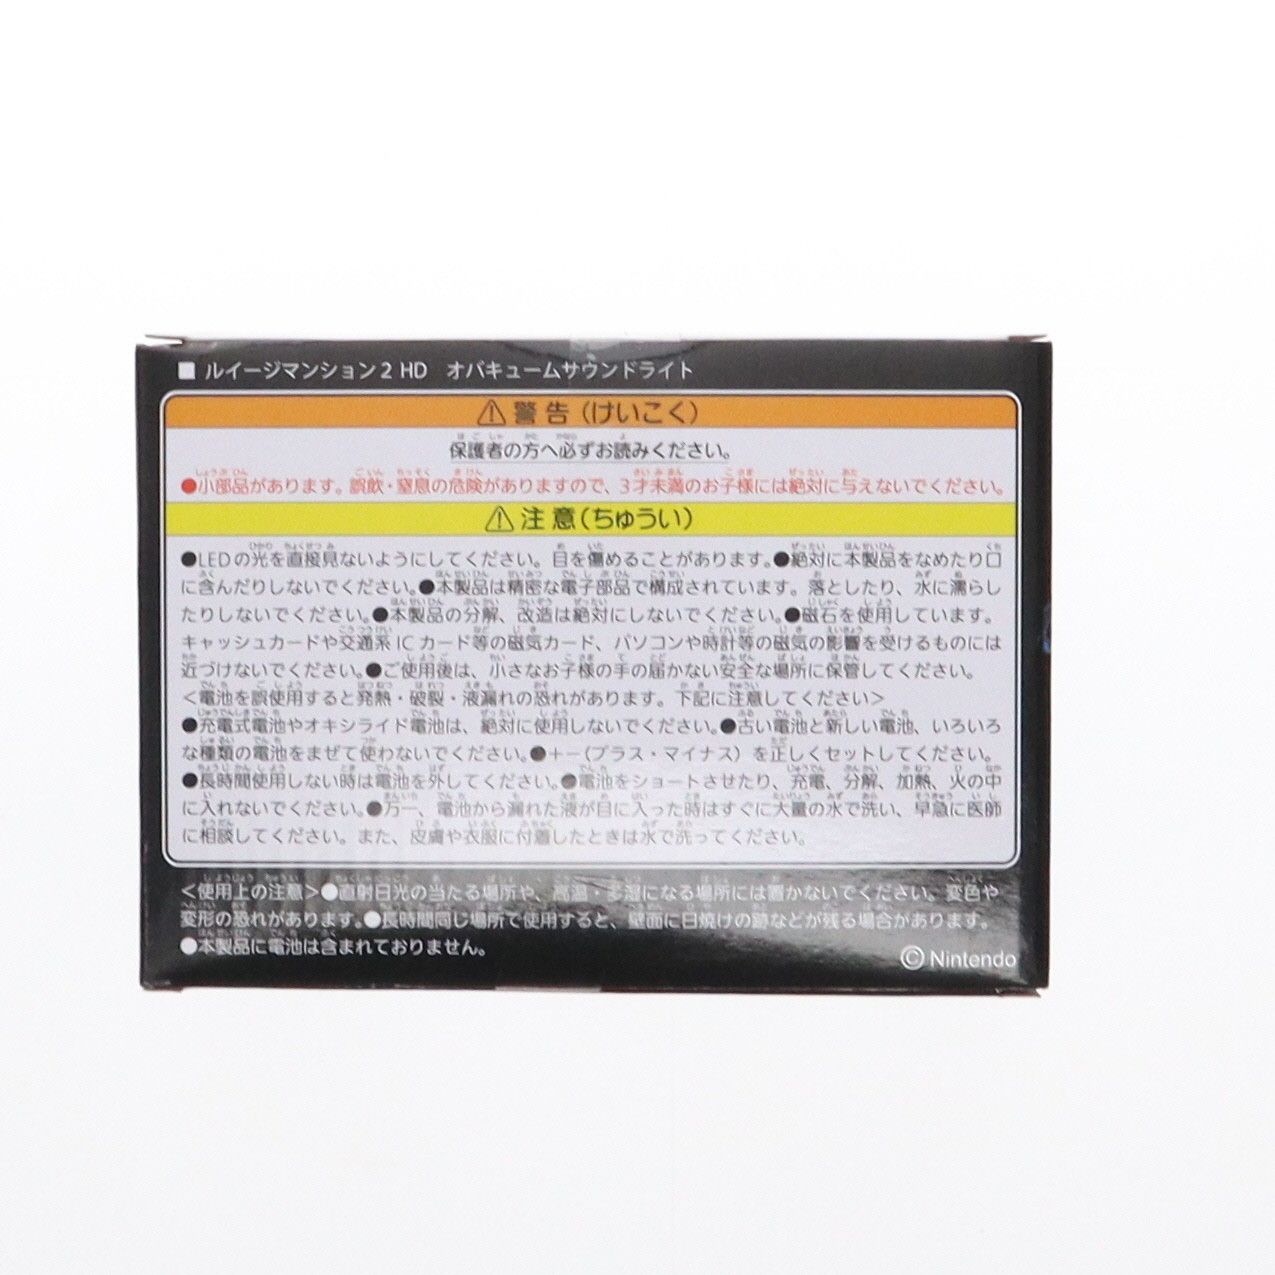 ■ ルイージマンション2 HD　オバキュームサウンドライト
⚠ 警告（けいこく）
保護者の方へ必ずお読みください。
●小部品があります。誤飲・窒息の危険がありますので、3才未満のお子様には絶対に与えないでください。
⚠ 注意（ちゅうい）
●LEDの光を直接見ないようにしてください。目を傷めることがあります。●絶対に本製品をなめたり口
に含んだりしないでください。●本製品は精密な電子部品で構成されています。落としたり、水に濡らし
たりしないでください。●本製品の分解、改造は絶対にしないでください。●磁石を使用しています。
キャッシュカードや交通系ICカード等の磁気カード、パソコンや時計等の磁気の影響を受けるものには
近づけないでください。●ご使用後は、小さなお子様の手の届かない安全な場所に保管してください。
＜電池を誤使用すると発熱・破裂・液漏れの恐れがあります。下記に注意してください＞
●充電式電池やオキシライド電池は、絶対に使用しないでください。●古い電池と新しい電池、いろいろ
な種類の電池をまぜて使わないでください。●＋－（プラス・マイナス）を正しくセットしてください。
●長時間使用しない時は電池を外してください。●電池をショートさせたり、充電、分解、加熱、火の中
に入れないでください。●万一、電池から漏れた液が目に入った時はすぐに大量の水で洗い、早急に医師
に相談してください。また、皮膚や衣服に付着したときは水で洗ってください。
＜使用上の注意＞●直射日光の当たる場所や、高温・多湿になる場所には置かないでください。変色や
変形の恐れがあります。●長時間同じ場所で使用すると、壁面に日焼けの跡などが残る場合があります。
●本製品に電池は含まれておりません。
© Nintendo